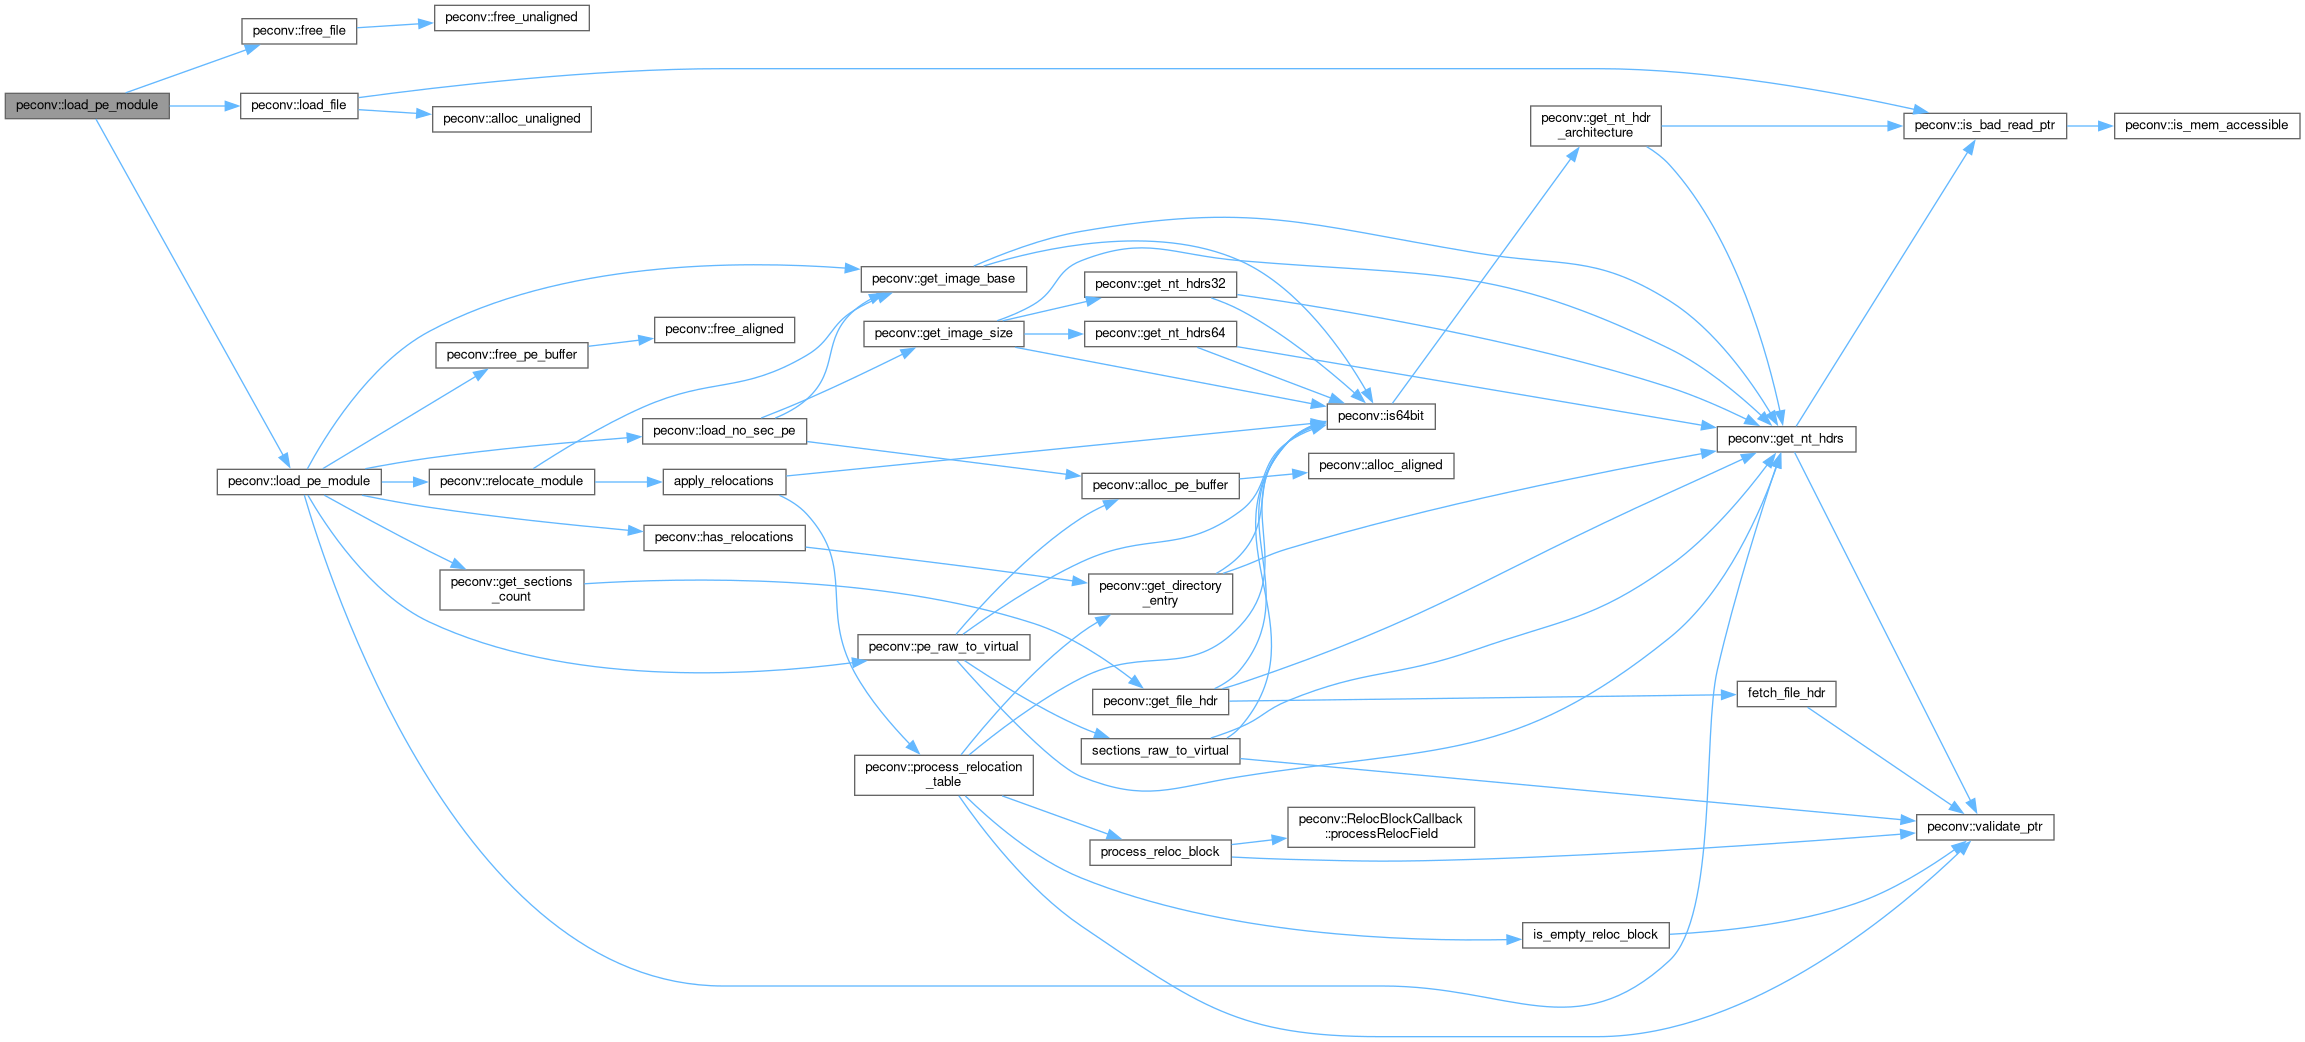 peconv::load_pe_module
peconv::free_file
peconv::free_unaligned
peconv::load_file
peconv::alloc_unaligned
peconv::load_pe_module
peconv::get_image_base
peconv::free_pe_buffer
peconv::free_aligned
peconv::load_no_sec_pe
peconv::relocate_module
apply_relocations
peconv::has_relocations
peconv::get_sections
_count
peconv::pe_raw_to_virtual
peconv::process_relocation
_table
peconv::get_image_size
peconv::get_nt_hdrs32
peconv::get_nt_hdrs64
peconv::alloc_pe_buffer
peconv::alloc_aligned
peconv::get_directory
_entry
peconv::get_file_hdr
sections_raw_to_virtual
process_reloc_block
peconv::RelocBlockCallback
::processRelocField
is_empty_reloc_block
peconv::is64bit
peconv::get_nt_hdr
_architecture
peconv::get_nt_hdrs
fetch_file_hdr
peconv::validate_ptr
peconv::is_bad_read_ptr
peconv::is_mem_accessible